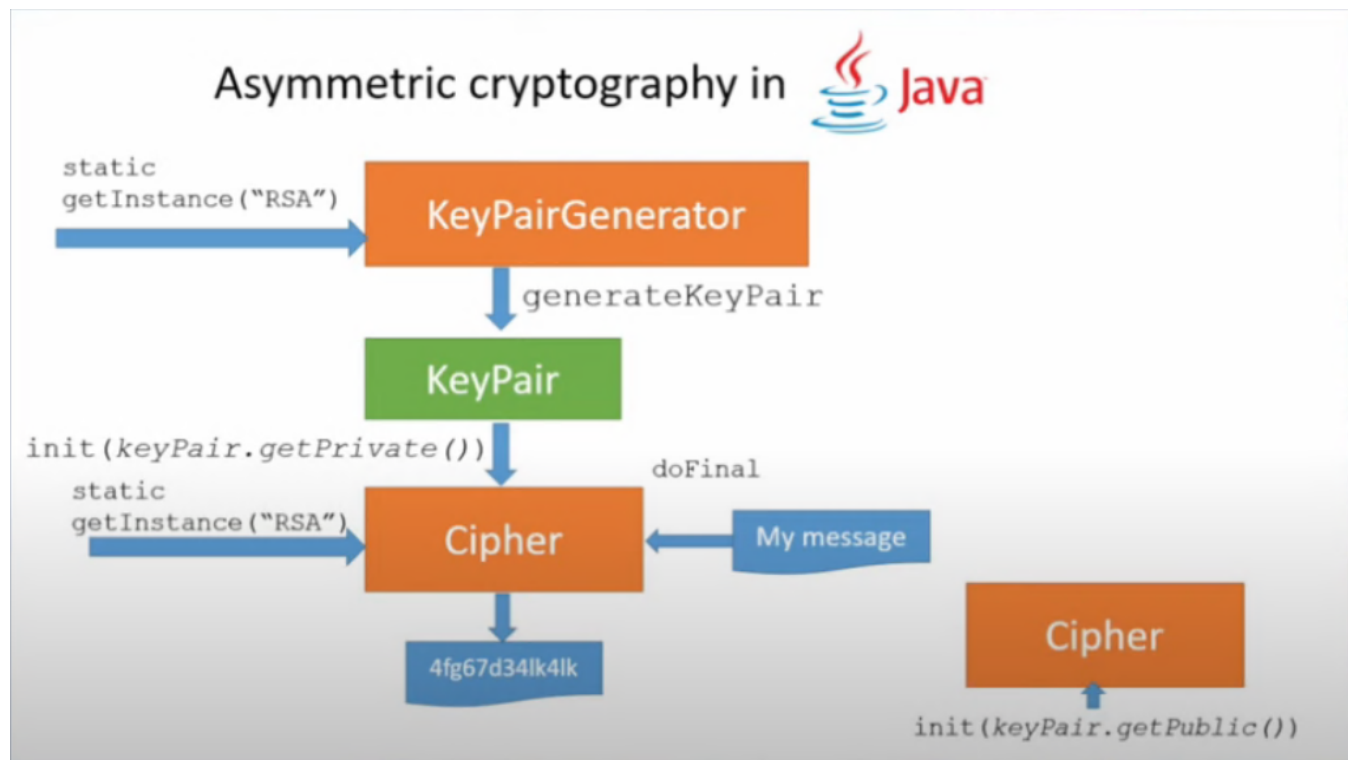 Asymmetric cryptography in Java
static
getInstance("RSA")
KeyPairGenerator
generateKeyPair
KeyPair
init(keyPair.getPrivate())
static
getInstance("RSA")
doFinal
Cipher
My message
4fg67d34lk4lk
Cipher
init(keyPair.getPublic())